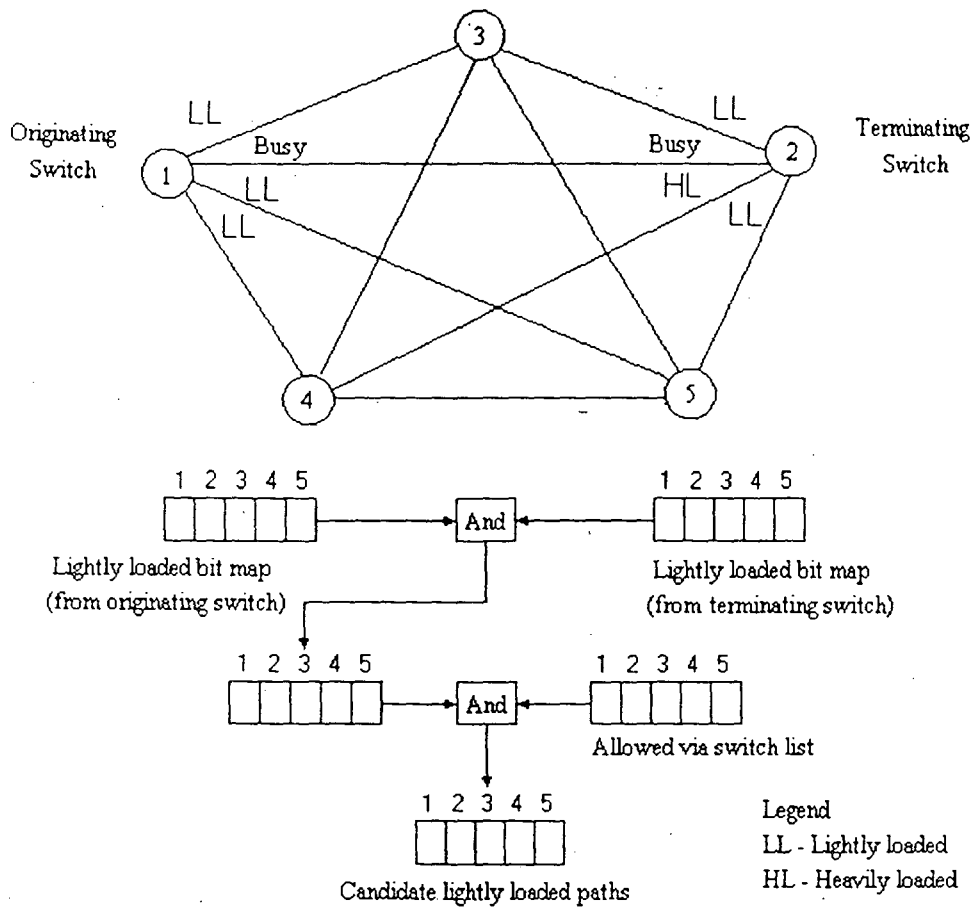 3
LL
LL
Originating
Switch
Busy
Busy
Terminating
Switch
1
2
LL
HL
LL
LL
4
5
1 2 3 4 5
1 2 3 4 5
And
Lightly loaded bit map
(from originating switch)
Lightly loaded bit map
(from terminating switch)
1 2 3 4 5
1 2 3 4 5
And
Allowed via switch list
1 2 3 4 5
Candidate lightly loaded paths
Legend
LL - Lightly loaded
HL - Heavily loaded